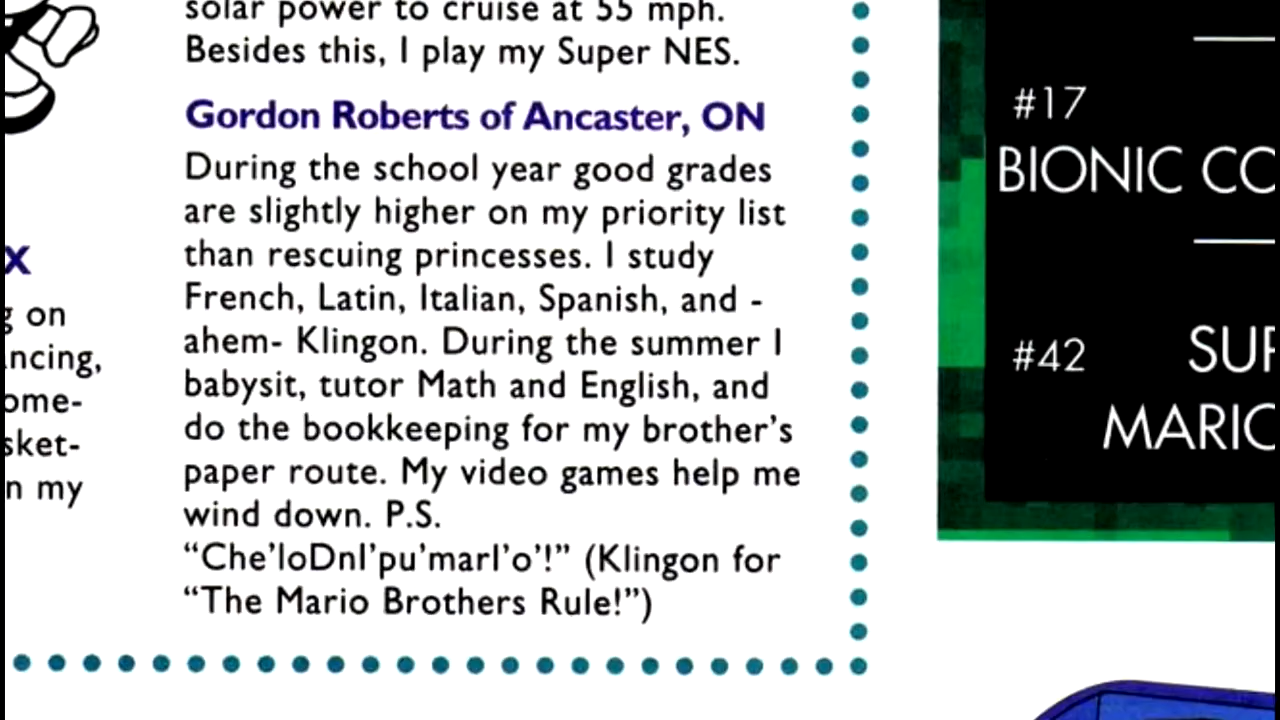 solar power to cruise at 55 mph.
Besides this, I play my Super NES.
Gordon Roberts of Ancaster, ON
During the school year good grades
are slightly higher on my priority list
than rescuing princesses. I study
French, Latin, Italian, Spanish, and -
ahem- Klingon. During the summer I
babysit, tutor Math and English, and
do the bookkeeping for my brother's
paper route. My video games help me
wind down. P.S.
“Che'loDnI'pu'marI'o'!” (Klingon for
“The Mario Brothers Rule!”)
x
g on
ncing,
ome-
sket-
n my
#17
BIONIC CO
#42 SUP
MARIO